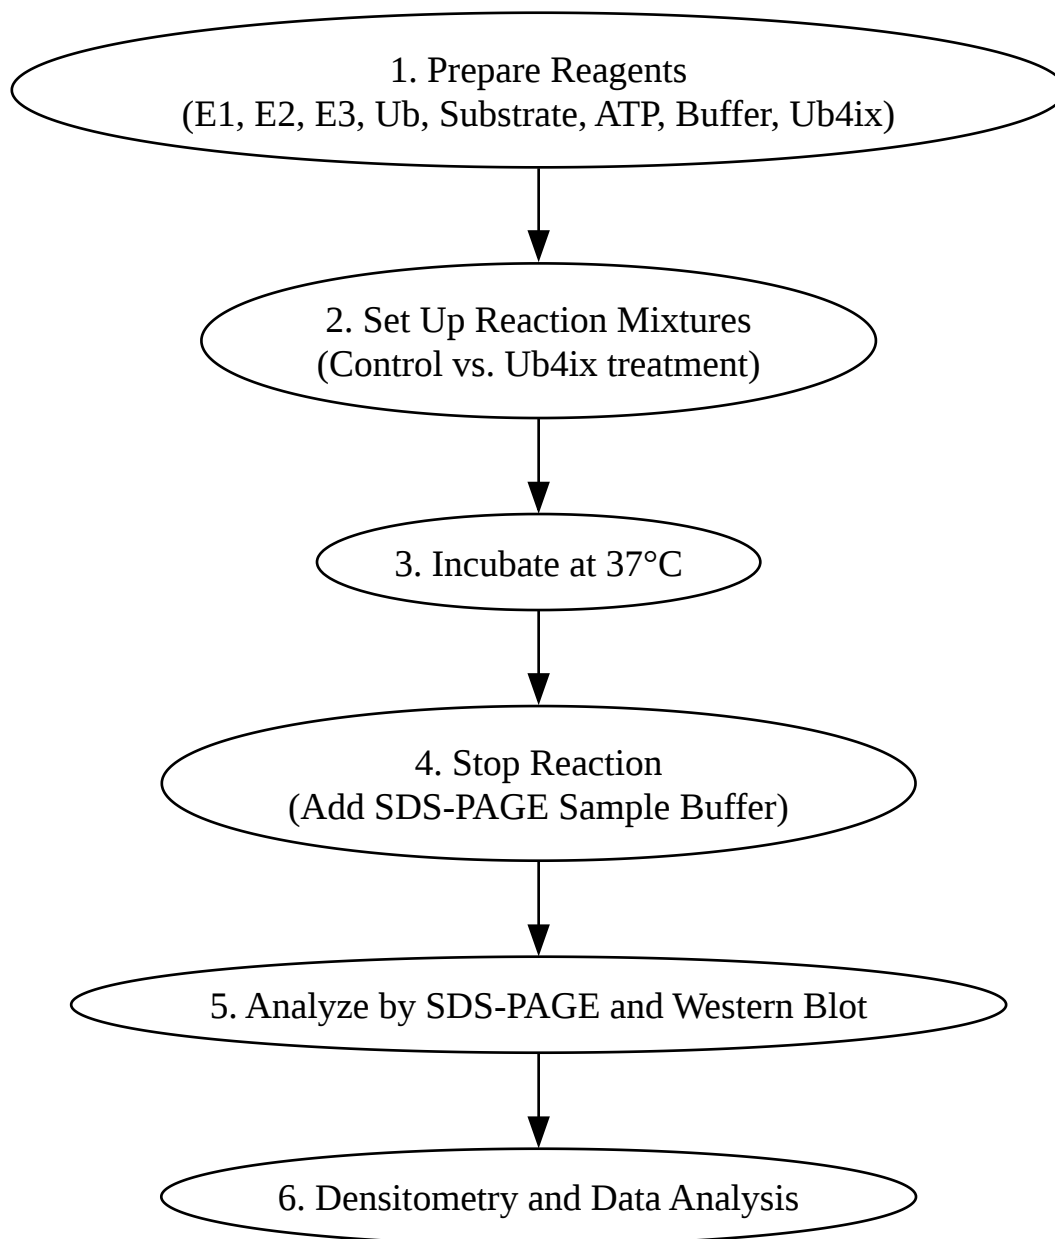 1. Prepare Reagents
(E1, E2, E3, Ub, Substrate, ATP, Buffer, Ub4ix)
2. Set Up Reaction Mixtures
(Control vs. Ub4ix treatment)
3. Incubate at 37°C
4. Stop Reaction
(Add SDS-PAGE Sample Buffer)
5. Analyze by SDS-PAGE and Western Blot
6. Densitometry and Data Analysis